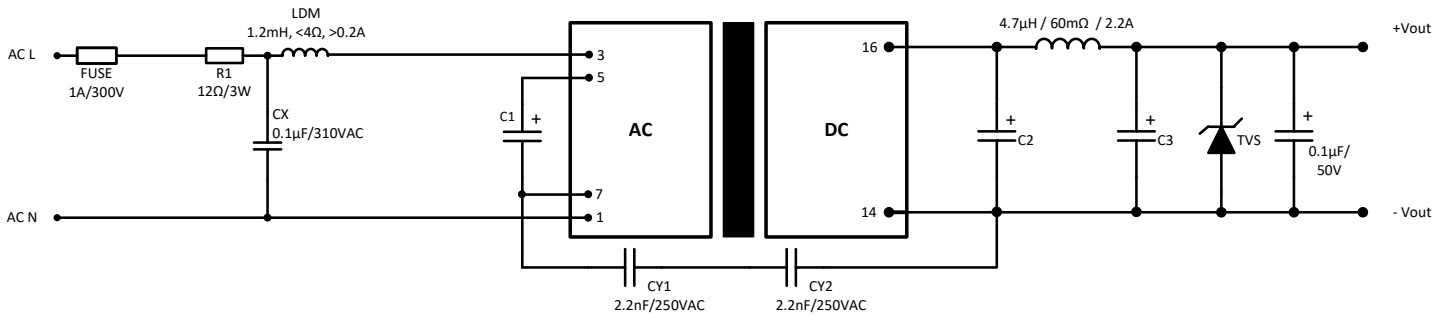 LDM
1.2mH, <4Ω, >0.2A
4.7µH / 60mΩ / 2.2A
+Vout
AC L
FUSE
1A/300V
R1
12Ω/3W
3
5
16
CX
0.1µF/310VAC
C1
+
AC
DC
+
C2
+
C3
TVS
+
0.1µF/
50V
7
1
14
AC N
- Vout
CY1
2.2nF/250VAC
CY2
2.2nF/250VAC